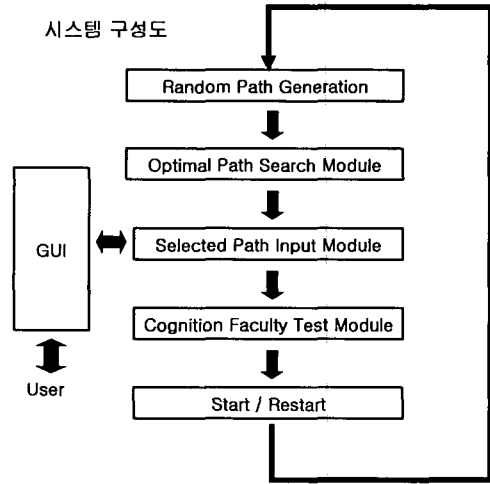 시스템 구성도
Random Path Generation
Optimal Path Search Module
GUI
Selected Path Input Module
Cognition Faculty Test Module
User
Start / Restart